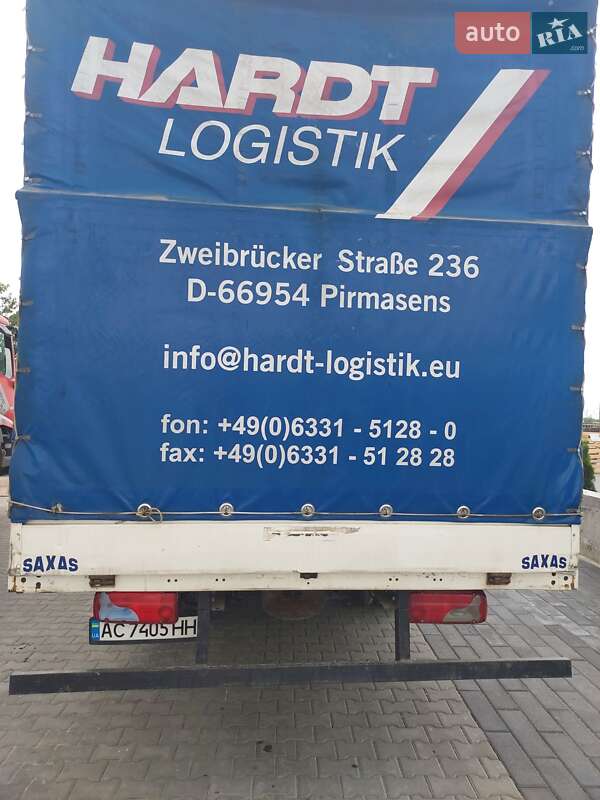 auto RIA.com
HARDT
LOGISTIK
Zweibrücker Straße 236
D-66954 Pirmasens
info@hardt-logistik.eu
fon: +49(0)6331 - 5128 - 0
fax: +49(0)6331 - 51 28 28
SAXAS SAXAS
UA AC 7405 HH